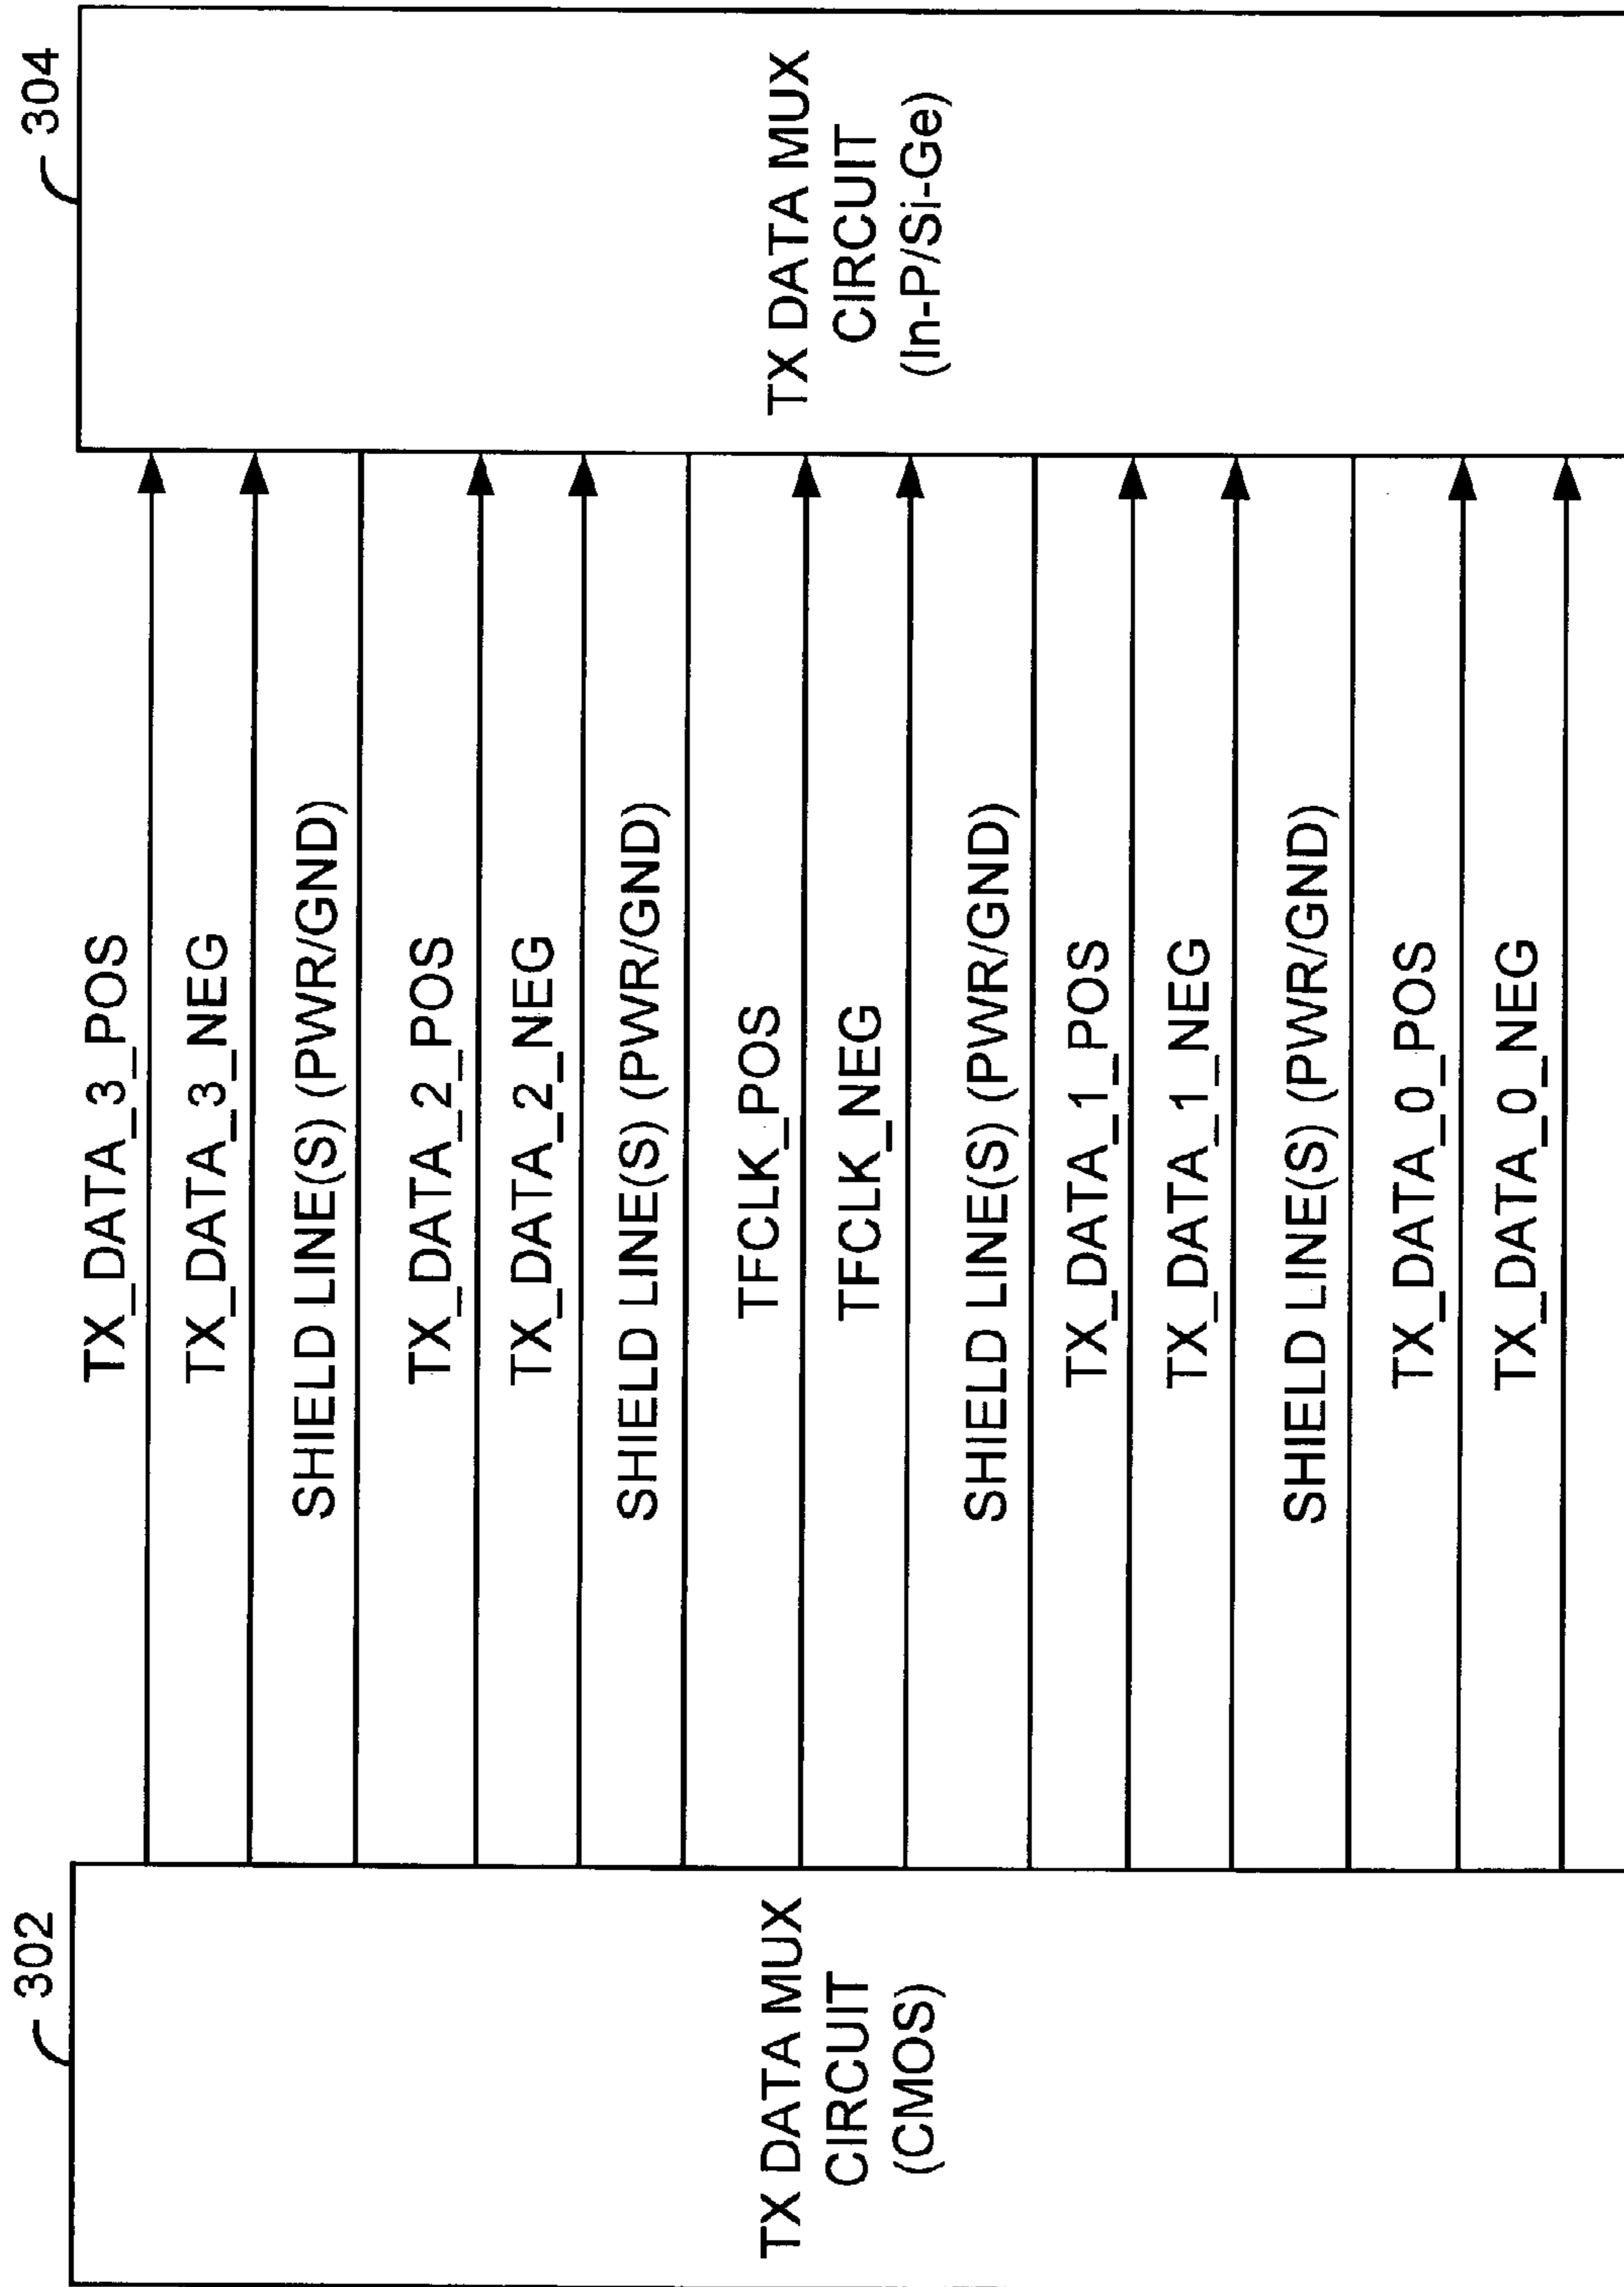 302
TX DATA MUX
CIRCUIT
(CMOS)
TX_DATA_3_POS
TX_DATA_3_NEG
SHIELD LINE(S) (PWR/GND)
TX_DATA_2_POS
TX_DATA_2_NEG
SHIELD LINE(S) (PWR/GND)
TFCLK_POS
TFCLK_NEG
SHIELD LINE(S) (PWR/GND)
TX_DATA_1_POS
TX_DATA_1_NEG
SHIELD LINE(S) (PWR/GND)
TX_DATA_0_POS
TX_DATA_0_NEG
304
TX DATA MUX
CIRCUIT
(In-P/Si-Ge)